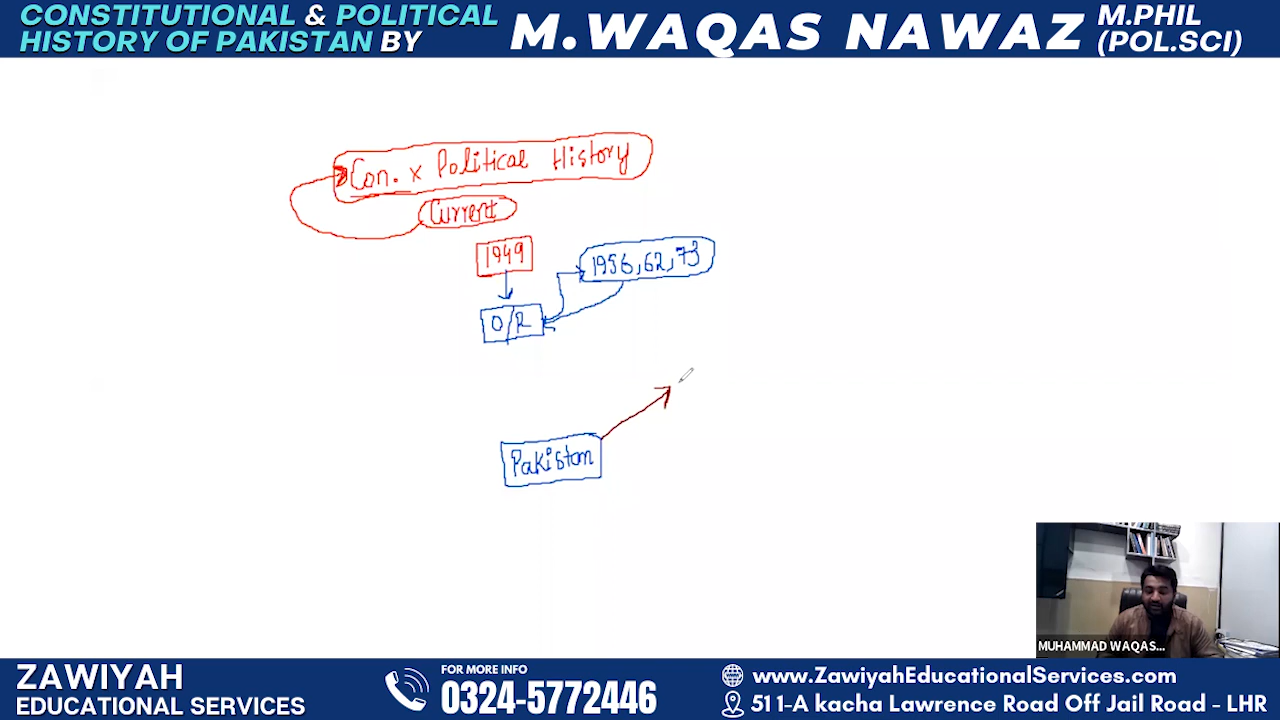 CONSTITUTIONAL & POLITICAL
HISTORY OF PAKISTAN BY
M.WAQAS NAWAZ
M.PHIL
(POL.SCI)
Con. x Political History
Current
1949
1956, 62, 73
O/R
Pakistan
MUHAMMAD WAQAS...
ZAWIYAH
EDUCATIONAL SERVICES
FOR MORE INFO
0324-5772446
www.ZawiyahEducationalServices.com
511-A kacha Lawrence Road Off Jail Road - LHR